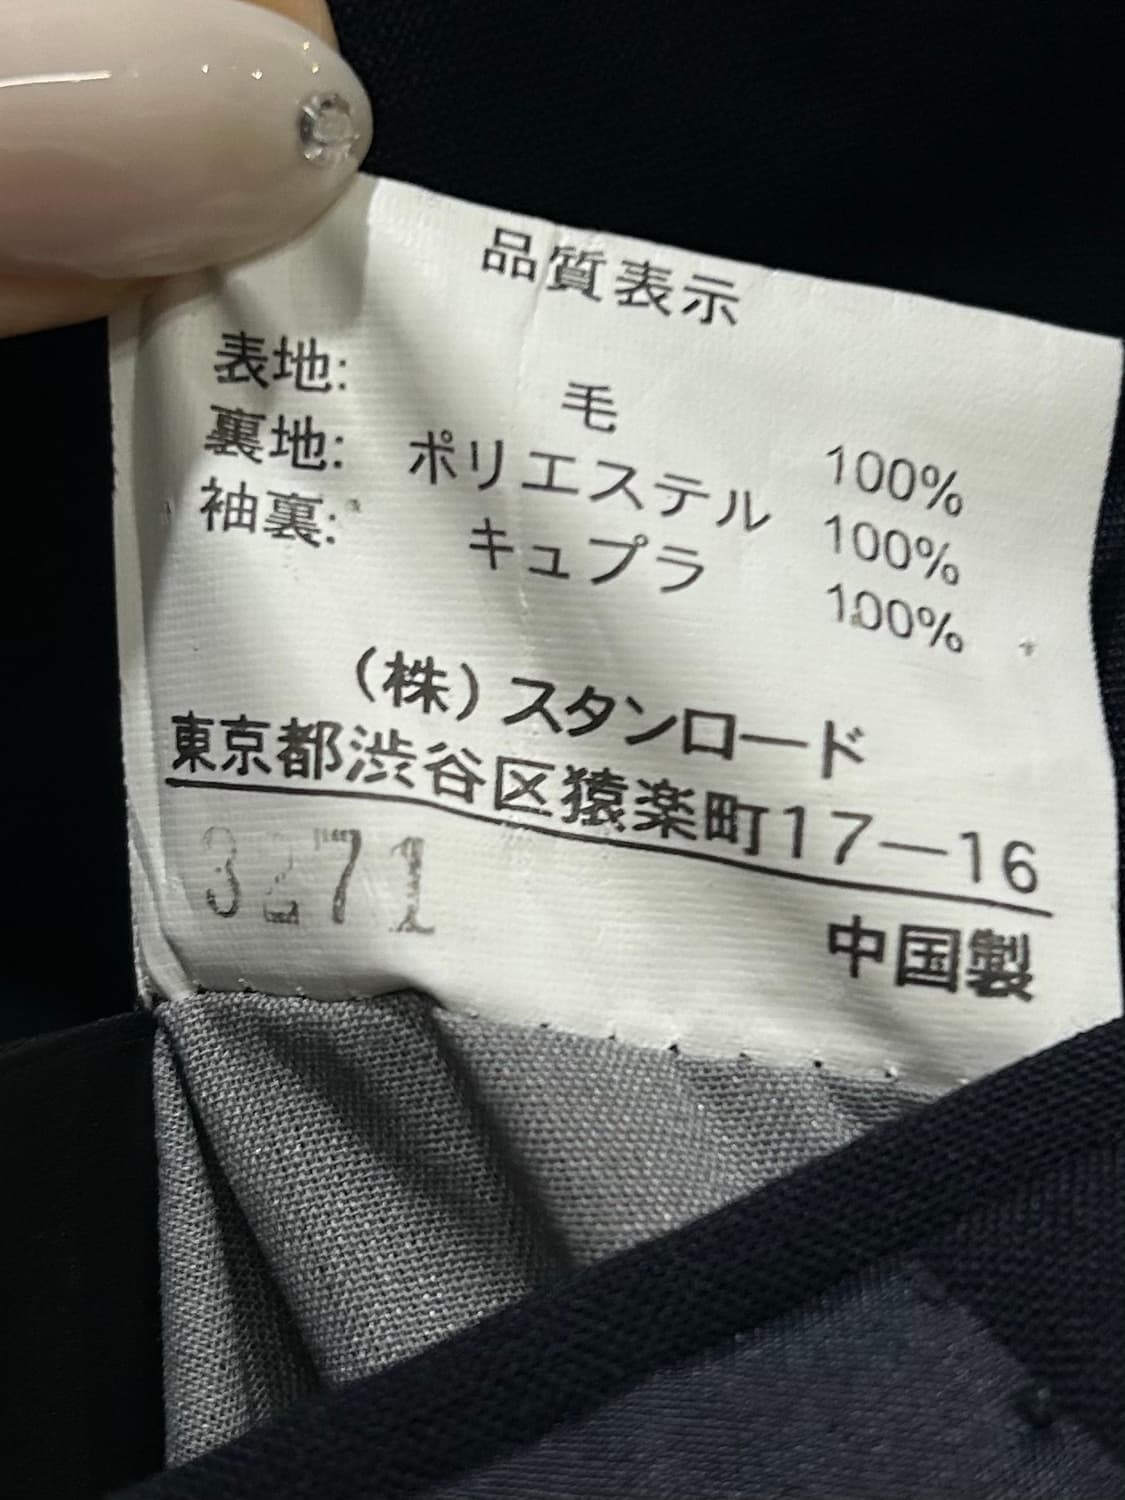 品質表示
表地: 毛 100%
裏地: ポリエステル 100%
袖裏: キュプラ 100%
(株)スタンロード
東京都渋谷区猿楽町17−16
3271
中国製